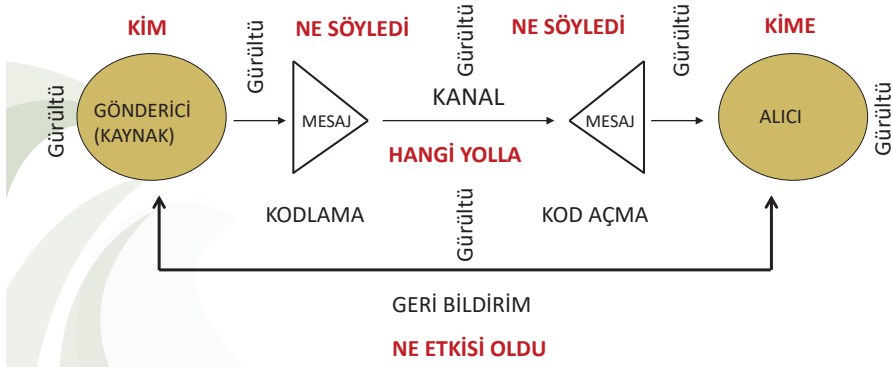 KİM
NE SÖYLEDİ
NE SÖYLEDİ
KİME
Gürültü
Gürültü
Gürültü
Gürültü
GÖNDERİCİ
(KAYNAK)
MESAJ
KANAL
MESAJ
ALICI
Gürültü
HANGİ YOLLA
KODLAMA
Gürültü
KOD AÇMA
GERİ BİLDİRİM
NE ETKİSİ OLDU